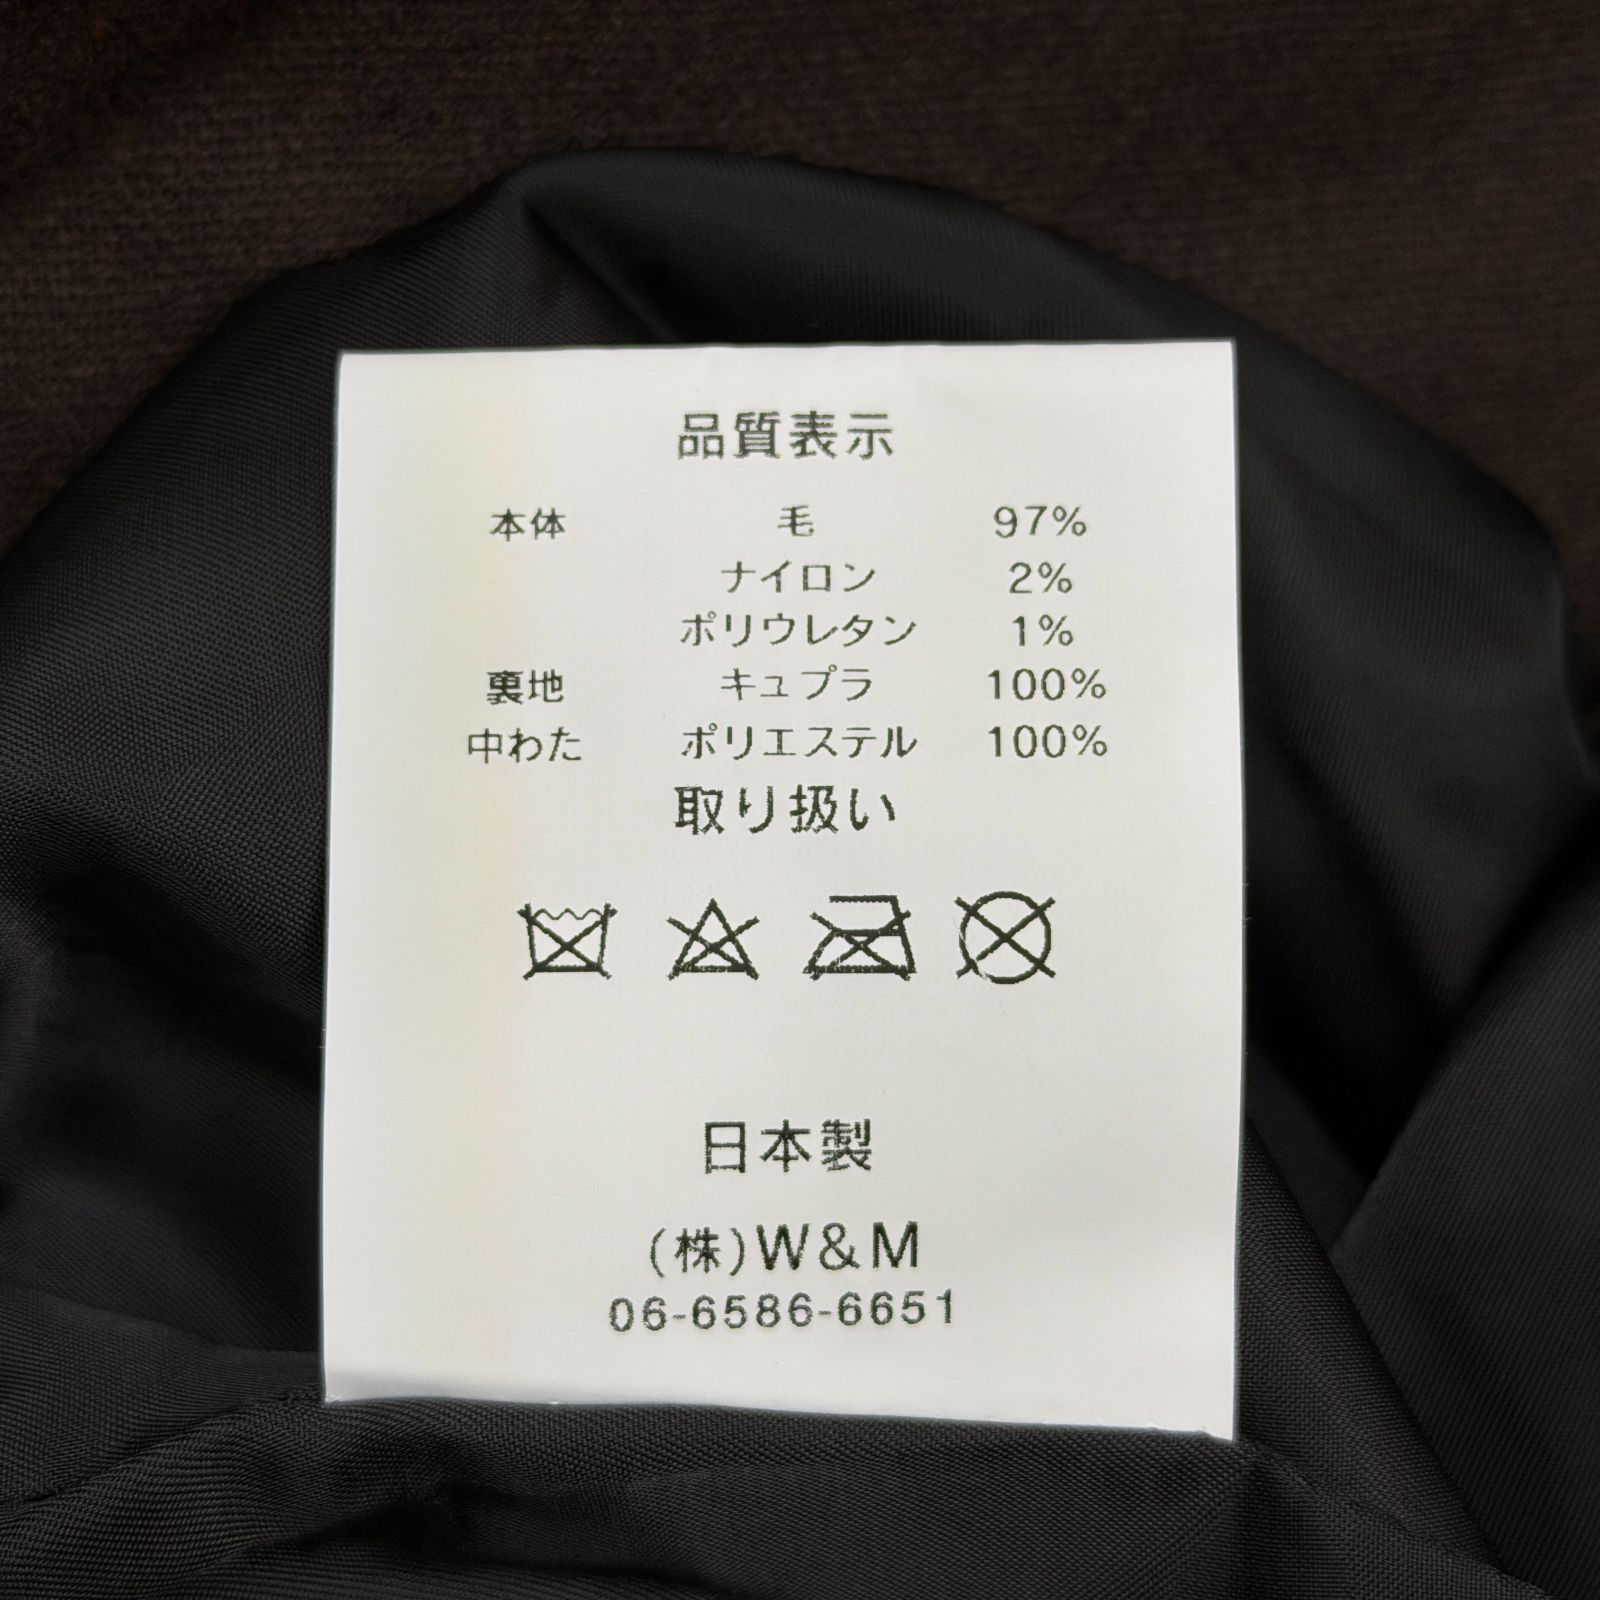 品質表示
本体 毛 97%
ナイロン 2%
ポリウレタン 1%
裏地 キュプラ 100%
中わた ポリエステル 100%
取り扱い
日本製
(株)W&M
06-6586-6651